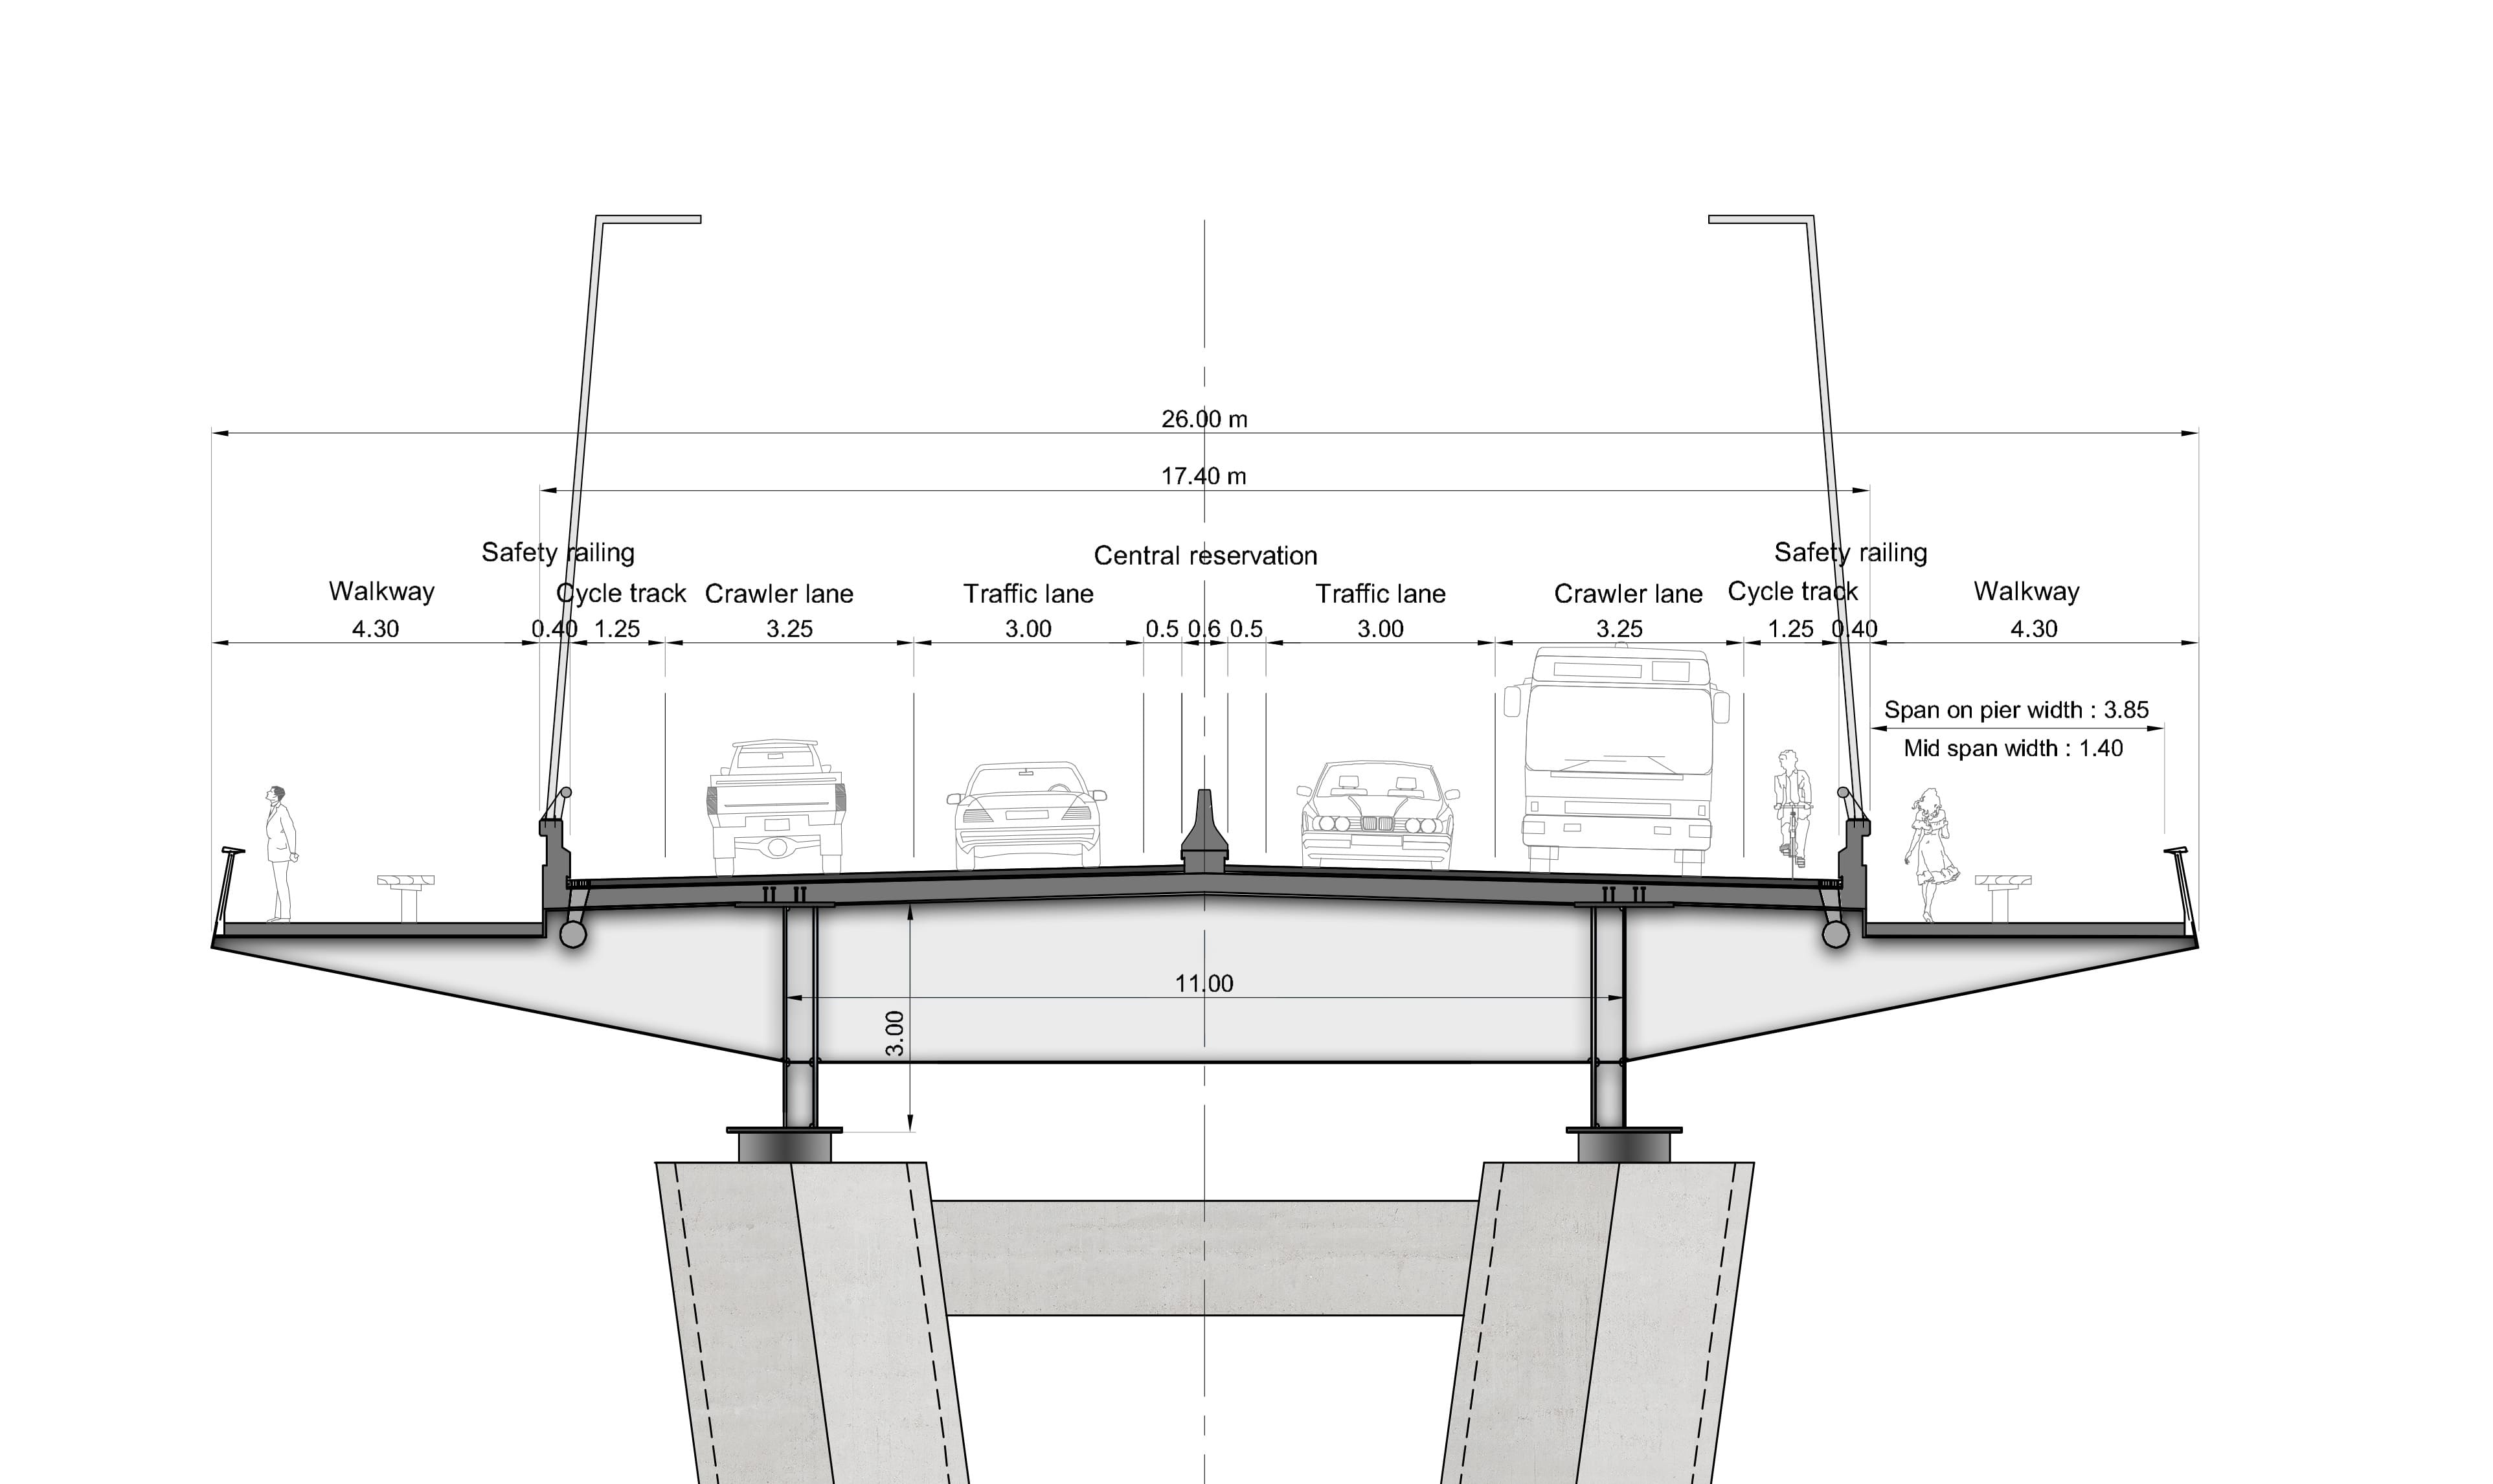 26.00 m
17.40 m
Safety railing
Central reservation
Safety railing
Walkway
Cycle track
Crawler lane
Traffic lane
Traffic lane
Crawler lane
Cycle track
Walkway
4.30
0.40
1.25
3.25
3.00
0.5
0.6
0.5
3.00
3.25
1.25
0.40
4.30
Span on pier width : 3.85
Mid span width : 1.40
11.00
3.00